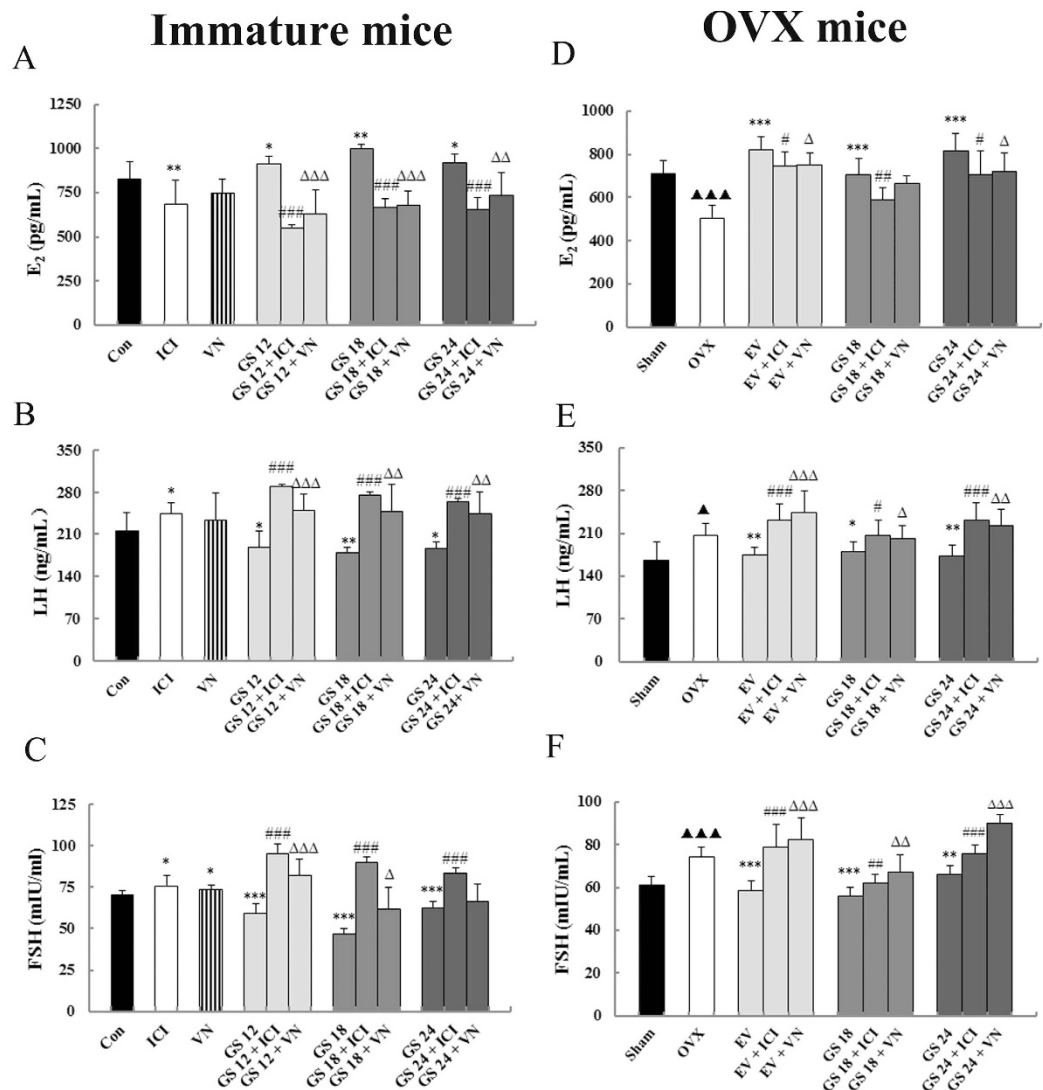 Immature mice
OVX mice
A
E₂ (pg/mL)
1250
1000
750
500
250
0
**
*
###
ΔΔΔ
**
###
ΔΔΔ
*
###
ΔΔ
Con
ICI
VN
GS 12
GS 12 + ICI
GS 12 + VN
GS 18
GS 18 + ICI
GS 18 + VN
GS 24
GS 24 + ICI
GS 24 + VN
D
E₂ (pg/mL)
1000
800
600
400
200
0
▲▲▲
***
#
Δ
***
##
***
#
Δ
Sham
OVX
EV
EV + ICI
EV + VN
GS 18
GS 18 + ICI
GS 18 + VN
GS 24
GS 24 + ICI
GS 24 + VN
B
LH (ng/mL)
350
280
210
140
70
0
*
*
###
ΔΔΔ
**
###
ΔΔ
*
###
ΔΔ
Con
ICI
VN
GS 12
GS 12 + ICI
GS 12 + VN
GS 18
GS 18 + ICI
GS 18 + VN
GS 24
GS 24 + ICI
GS 24+ VN
E
LH (ng/mL)
350
280
210
140
70
0
▲
**
###
ΔΔΔ
*
#
Δ
**
###
ΔΔ
Sham
OVX
EV
EV + ICI
EV + VN
GS 18
GS 18 + ICI
GS 18 + VN
GS 24
GS 24 + ICI
GS 24 + VN
C
FSH (mIU/ml)
125
100
75
50
25
0
*
*
***
###
ΔΔΔ
***
###
Δ
***
###
Con
ICI
VN
GS 12
GS 12 + ICI
GS 12 + VN
GS 18
GS 18 + ICI
GS 18 + VN
GS 24
GS 24 + ICI
GS 24 + VN
F
FSH (mIU/mL)
100
80
60
40
20
0
▲▲▲
***
###
ΔΔΔ
***
##
ΔΔ
**
###
ΔΔΔ
Sham
OVX
EV
EV + ICI
EV + VN
GS 18
GS 18 + ICI
GS 18 + VN
GS 24
GS 24 + ICI
GS 24 + VN